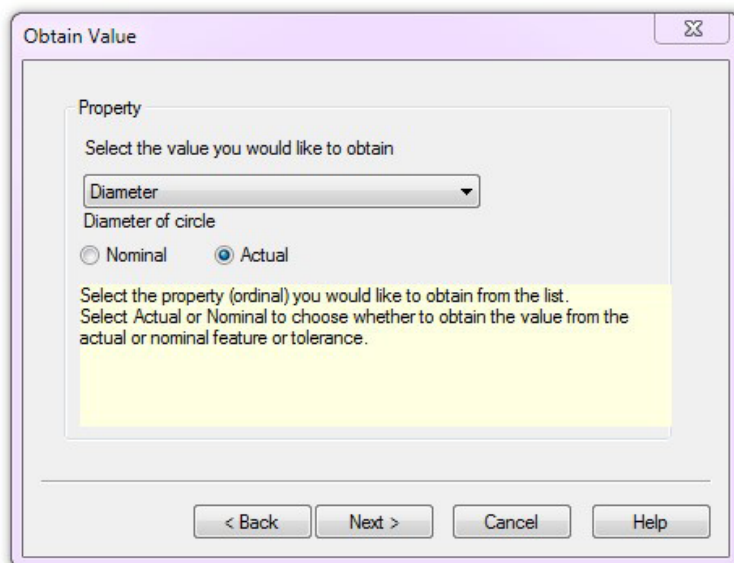 Obtain Value
Property
Select the value you would like to obtain
Diameter
Diameter of circle
Nominal Actual
Select the property (ordinal) you would like to obtain from the list.
Select Actual or Nominal to choose whether to obtain the value from the
actual or nominal feature or tolerance.
< Back Next > Cancel Help